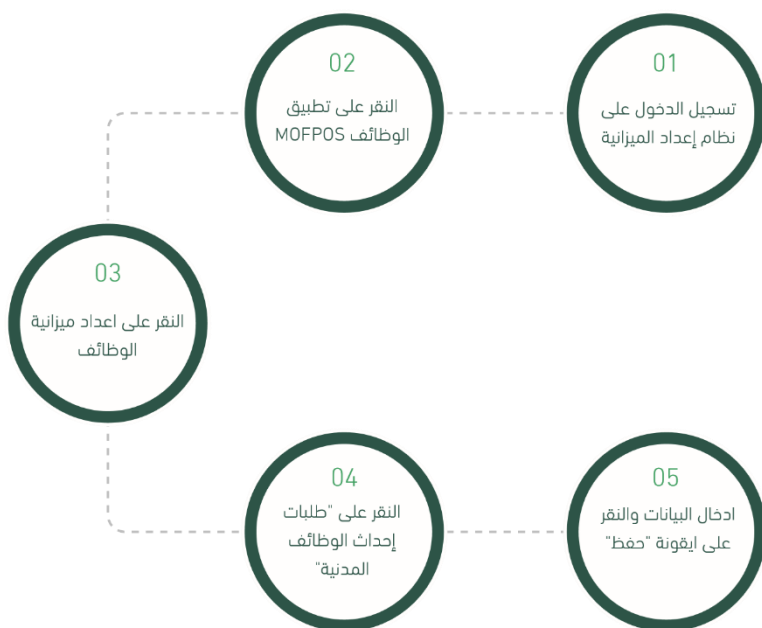 01
تسجيل الدخول على
نظام إعداد الميزانية
02
النقر على تطبيق
الوظائف MOFPOS
03
النقر على اعداد ميزانية
الوظائف
04
النقر على "طلبات
إحداث الوظائف
المدنية"
05
ادخال البيانات والنقر
على ايقونة "حفظ"